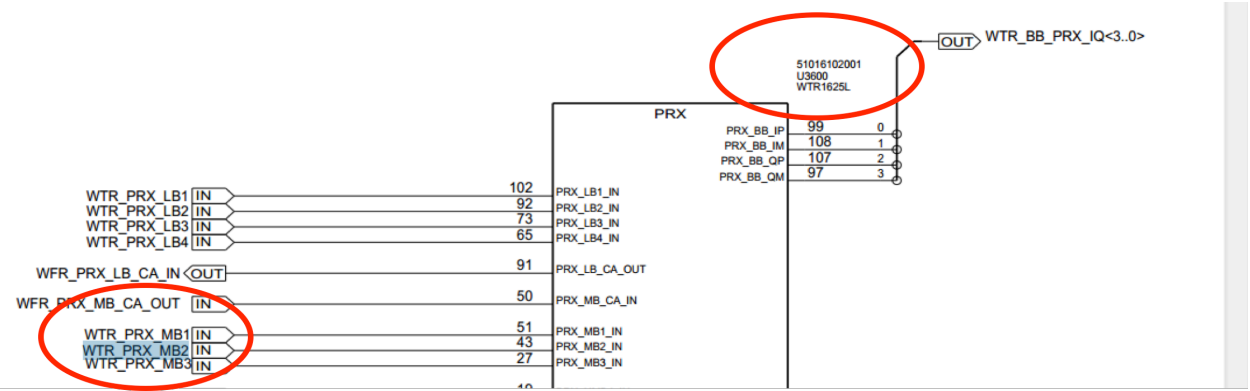 WTR_BB_PRX_IQ<3..0>
OUT
51016102001
U3600
WTR1625L
PRX
PRX_BB_IP 99 0
PRX_BB_IM 108 1
PRX_BB_QP 107 2
PRX_BB_QM 97 3
WTR_PRX_LB1 IN 102 PRX_LB1_IN
WTR_PRX_LB2 IN 92 PRX_LB2_IN
WTR_PRX_LB3 IN 73 PRX_LB3_IN
WTR_PRX_LB4 IN 65 PRX_LB4_IN
WFR_PRX_LB_CA_IN OUT 91 PRX_LB_CA_OUT
WFR_PRX_MB_CA_OUT IN 50 PRX_MB_CA_IN
WTR_PRX_MB1 IN 51 PRX_MB1_IN
WTR_PRX_MB2 IN 43 PRX_MB2_IN
WTR_PRX_MB3 IN 27 PRX_MB3_IN